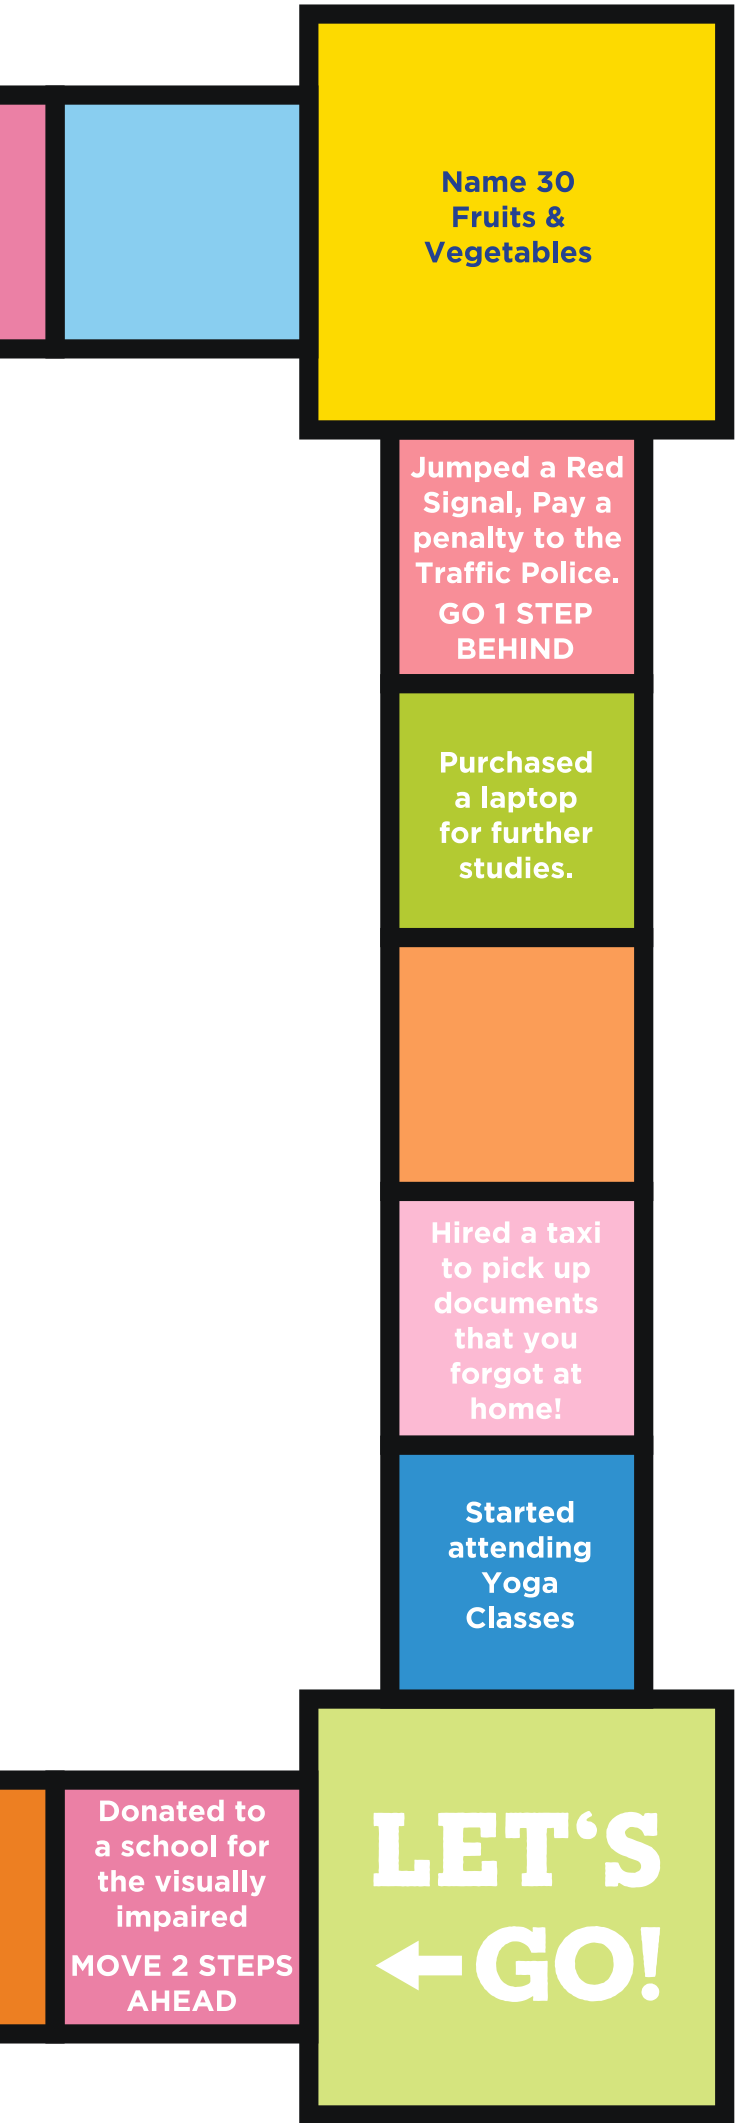 Name 30
Fruits &
Vegetables
Jumped a Red
Signal, Pay a
penalty to the
Traffic Police.
GO 1 STEP
BEHIND
Purchased
a laptop
for further
studies.
Hired a taxi
to pick up
documents
that you
forgot at
home!
Started
attending
Yoga
Classes
Donated to
a school for
the visually
impaired
MOVE 2 STEPS
AHEAD
LET‘S
GO!